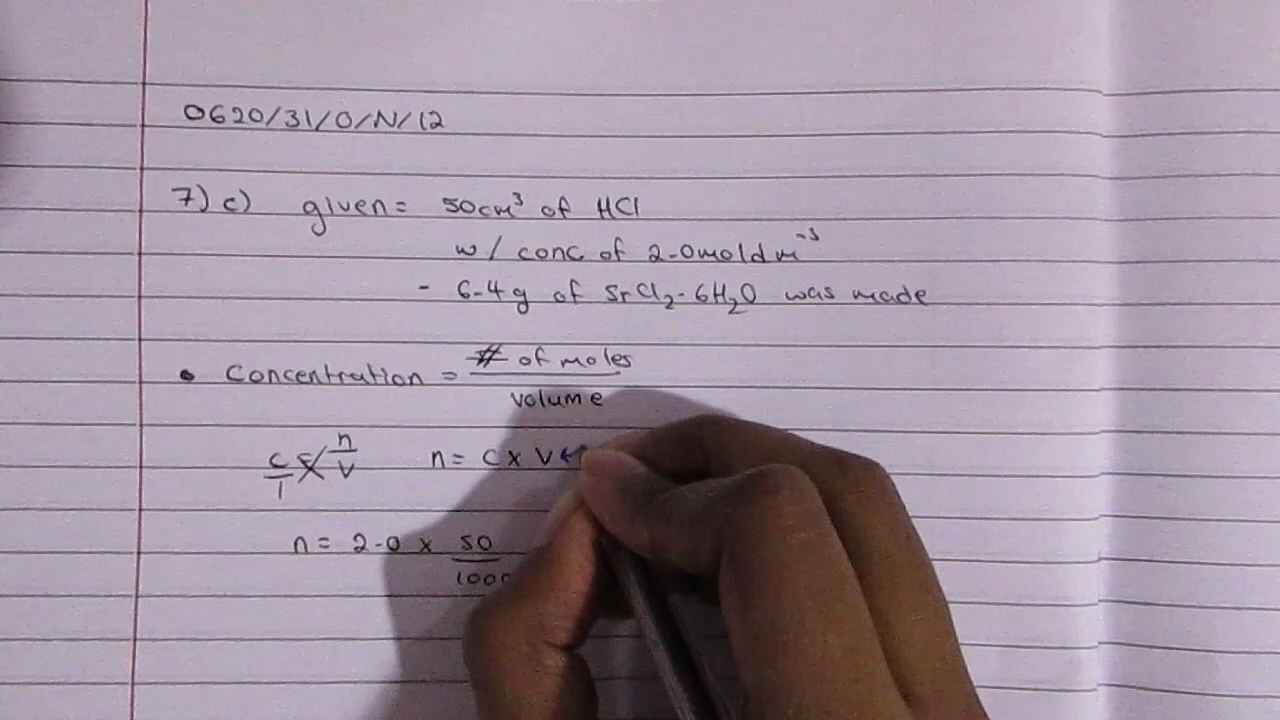 0620/31/O/N/12
7) c) given = 50cm³ of HCl
w/ conc of 2.0moldm⁻³
- 6.4g of SrCl₂.6H₂O was made
• Concentration = # of moles
volume
C/1 n/V n = C x V ←
n = 2.0 x 50
1000